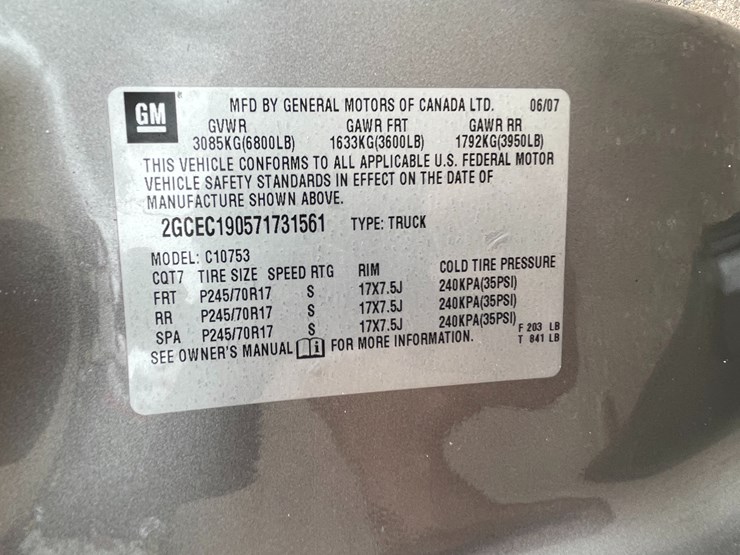 GM
MFD BY GENERAL MOTORS OF CANADA LTD. 06/07
GVWR GAWR FRT GAWR RR
3085KG(6800LB) 1633KG(3600LB) 1792KG(3950LB)
THIS VEHICLE CONFORMS TO ALL APPLICABLE U.S. FEDERAL MOTOR
VEHICLE SAFETY STANDARDS IN EFFECT ON THE DATE OF
MANUFACTURE SHOWN ABOVE.
2GCEC190571731561 TYPE: TRUCK
MODEL: C10753
CQT7 TIRE SIZE SPEED RTG RIM COLD TIRE PRESSURE
FRT P245/70R17 S 17X7.5J 240KPA(35PSI)
RR P245/70R17 S 17X7.5J 240KPA(35PSI)
SPA P245/70R17 S 17X7.5J 240KPA(35PSI)
SEE OWNER'S MANUAL i FOR MORE INFORMATION.
F 203 LB
T 841 LB